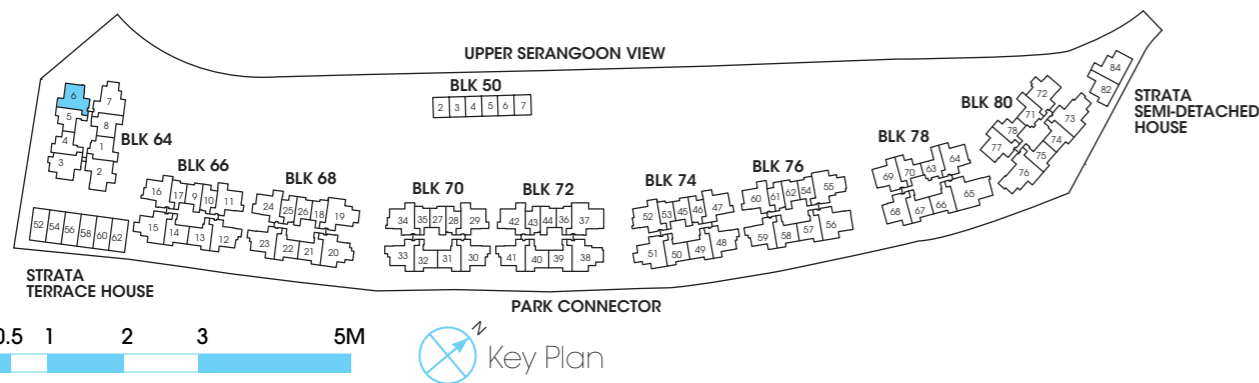 UPPER SERANGOON VIEW
BLK 50
2 3 4 5 6 7
84
82
STRATA
SEMI-DETACHED
HOUSE
BLK 80
72
71
73
78
74
77
75
76
BLK 64
6
7
5
8
4
1
3
2
BLK 66
16 17 9 10 11
15 14 13 12
BLK 68
24 25 26 18 19
23 22 21 20
BLK 70
34 35 27 28 29
33 32 31 30
BLK 72
42 43 44 36 37
41 40 39 38
BLK 74
52 53 45 46 47
51 50 49 48
BLK 76
60 61 62 54 55
59 58 57 56
BLK 78
69 70 63 64
68 67 66 65
52 54 56 58 60 62
STRATA
TERRACE HOUSE
PARK CONNECTOR
0.5 1 2 3 5M
N
Key Plan